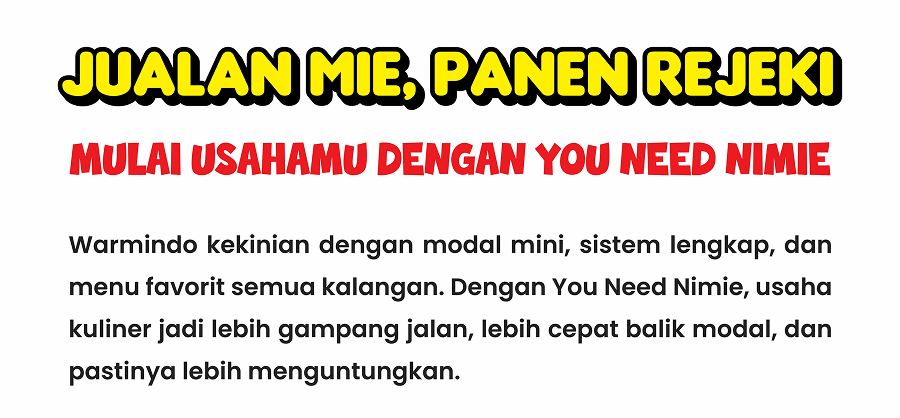 JUALAN MIE, PANEN REJEKI
MULAI USAHAMU DENGAN YOU NEED NIMIE
Warmindo kekinian dengan modal mini, sistem lengkap, dan
menu favorit semua kalangan. Dengan You Need Nimie, usaha
kuliner jadi lebih gampang jalan, lebih cepat balik modal, dan
pastinya lebih menguntungkan.